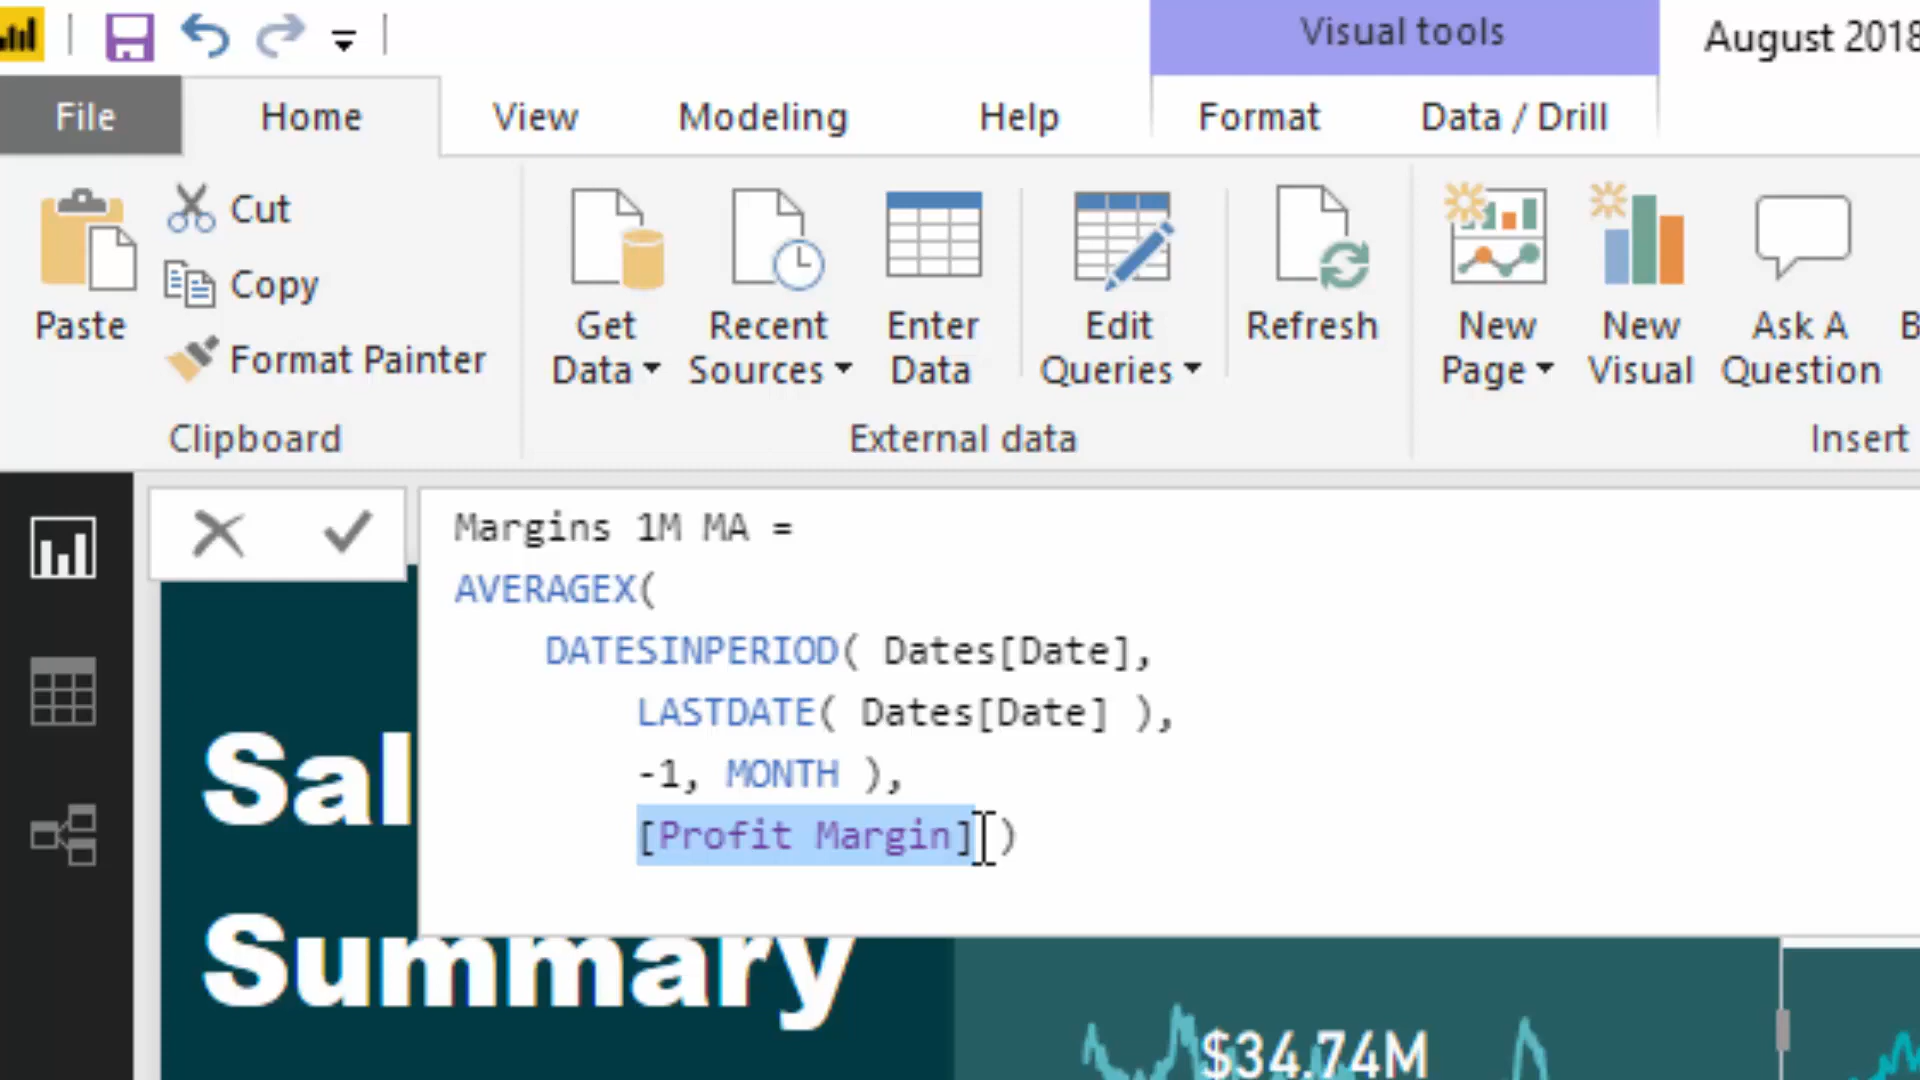 Visual tools
August 2018
File
Home
View
Modeling
Help
Format
Data / Drill
Cut
Copy
Format Painter
Paste
Clipboard
Get Data
Recent Sources
Enter Data
Edit Queries
Refresh
External data
New Page
New Visual
Ask A Question
B
Insert
Margins 1M MA =
AVERAGEX(
DATESINPERIOD( Dates[Date],
LASTDATE( Dates[Date] ),
-1, MONTH ),
[Profit Margin] )
Sal
Summary
$34.74M